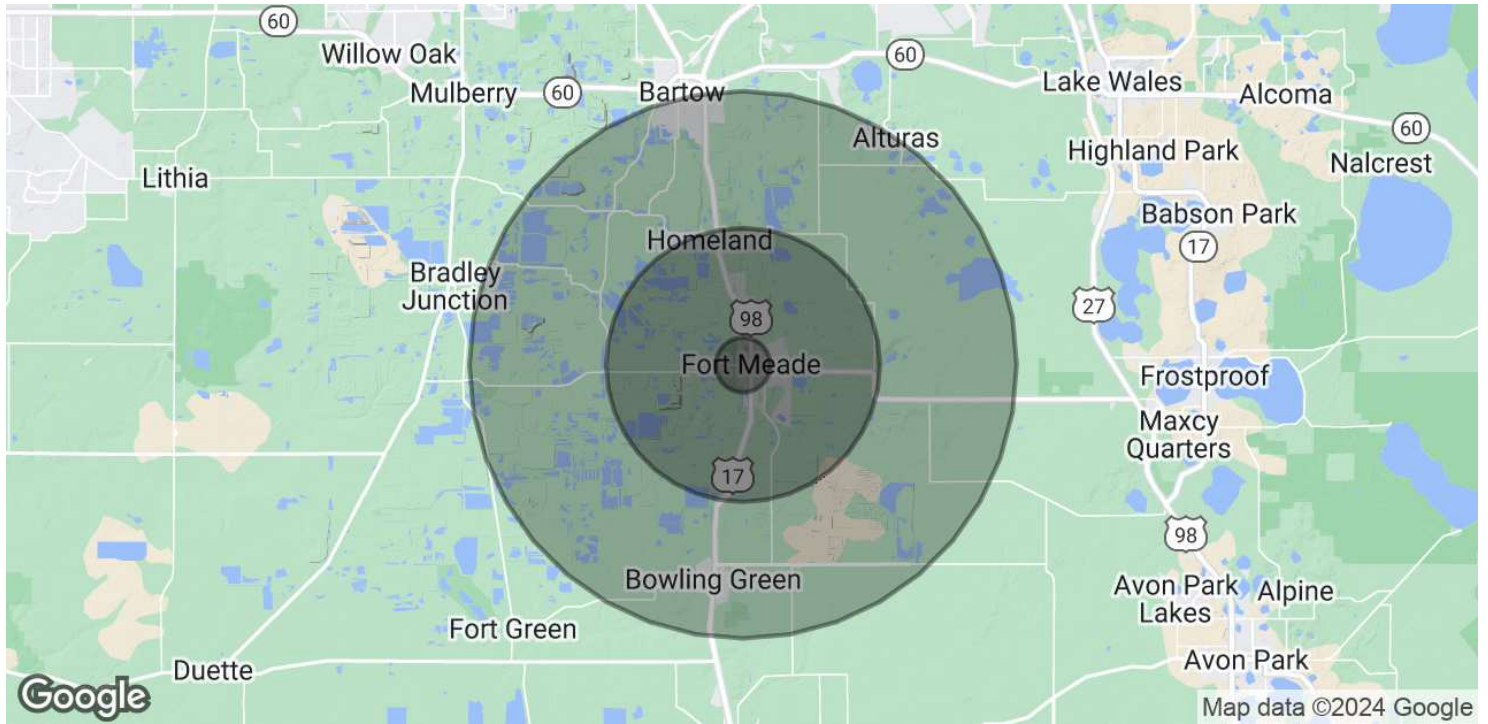 60
Willow Oak
Mulberry
60
Bartow
60
Lake Wales
Alcoma
60
Alturas
Highland Park
Nalcrest
Lithia
Babson Park
17
Homeland
Bradley
Junction
27
98
Fort Meade
Frostproof
Maxcy
Quarters
17
98
Bowling Green
Avon Park
Lakes
Alpine
Fort Green
Duette
Avon Park
Google
Map data ©2024 Google